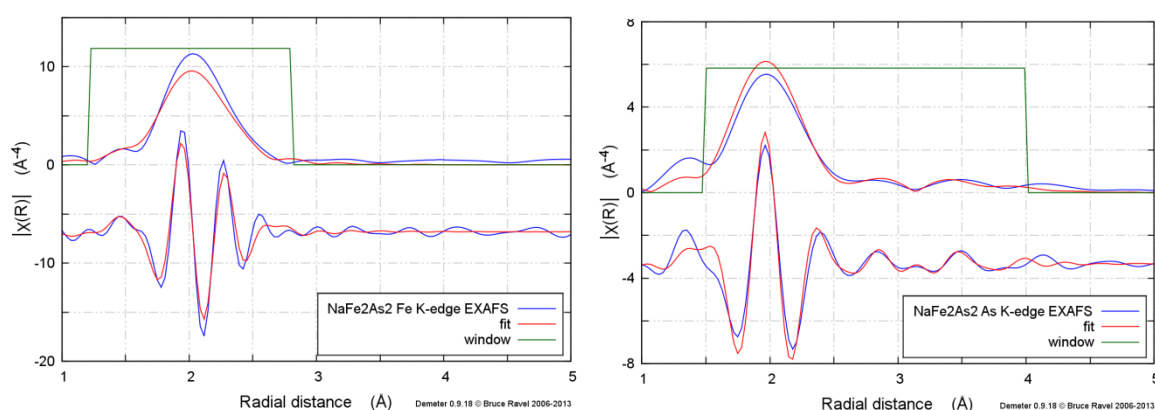 10
0
-10
-20
|χ(R)| (Å⁻⁴)
NaFe2As2 Fe K-edge EXAFS
fit
window
1 2 3 4 5
Radial distance (Å)
Demeter 0.9.18 © Bruce Ravel 2006-2013
8
4
0
-4
-8
|χ(R)| (Å⁻⁴)
NaFe2As2 As K-edge EXAFS
fit
window
1 2 3 4 5
Radial distance (Å)
Demeter 0.9.18 © Bruce Ravel 2006-2013